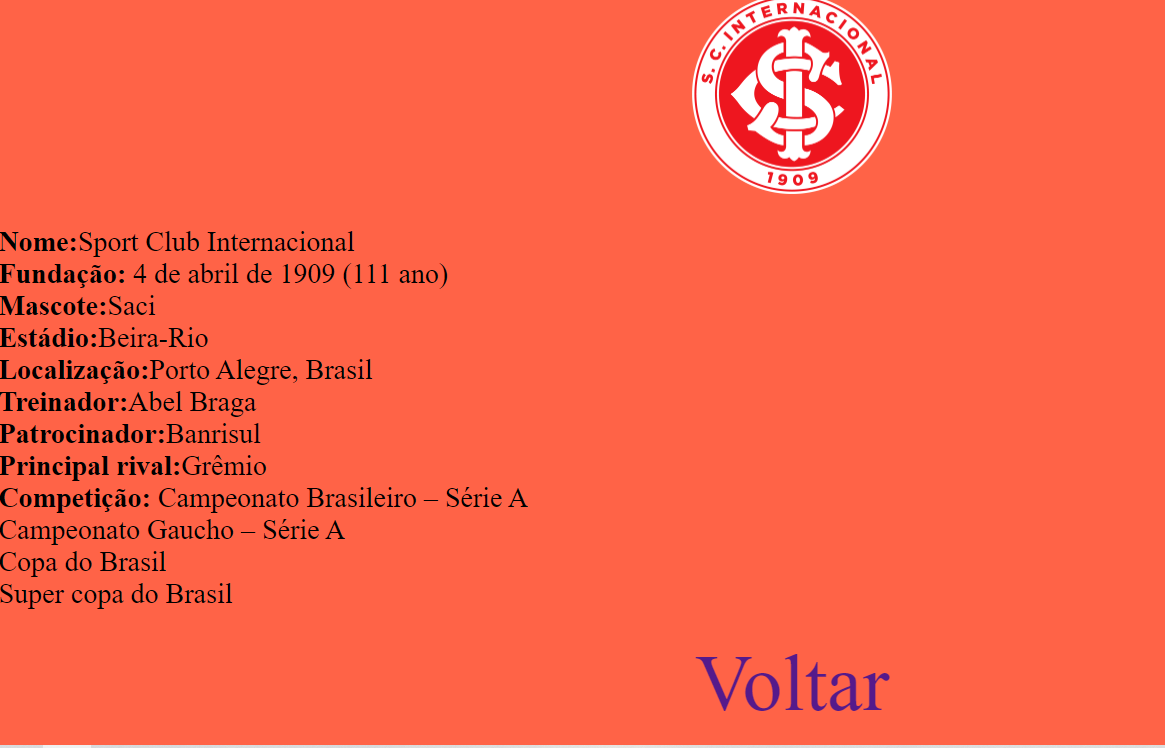 S. C. INTERNACIONAL
1909
Nome:Sport Club Internacional
Fundação: 4 de abril de 1909 (111 ano)
Mascote:Saci
Estádio:Beira-Rio
Localização:Porto Alegre, Brasil
Treinador:Abel Braga
Patrocinador:Banrisul
Principal rival:Grêmio
Competição: Campeonato Brasileiro – Série A
Campeonato Gaucho – Série A
Copa do Brasil
Super copa do Brasil
Voltar